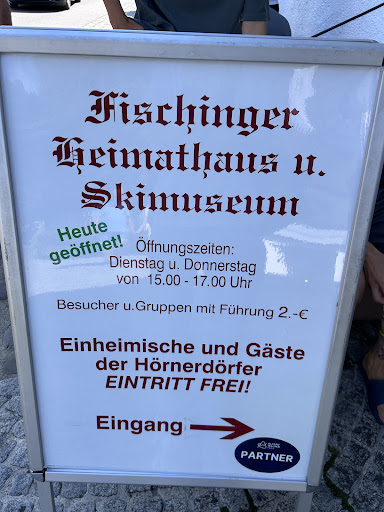 Fischinger
Heimathaus u.
Skimuseum
Heute
geöffnet!
Öffnungszeiten:
Dienstag u. Donnerstag
von 15.00 - 17.00 Uhr
Besucher u.Gruppen mit Führung 2.-€
Einheimische und Gäste
der Hörnerdörfer
EINTRITT FREI!
Eingang
PARTNER